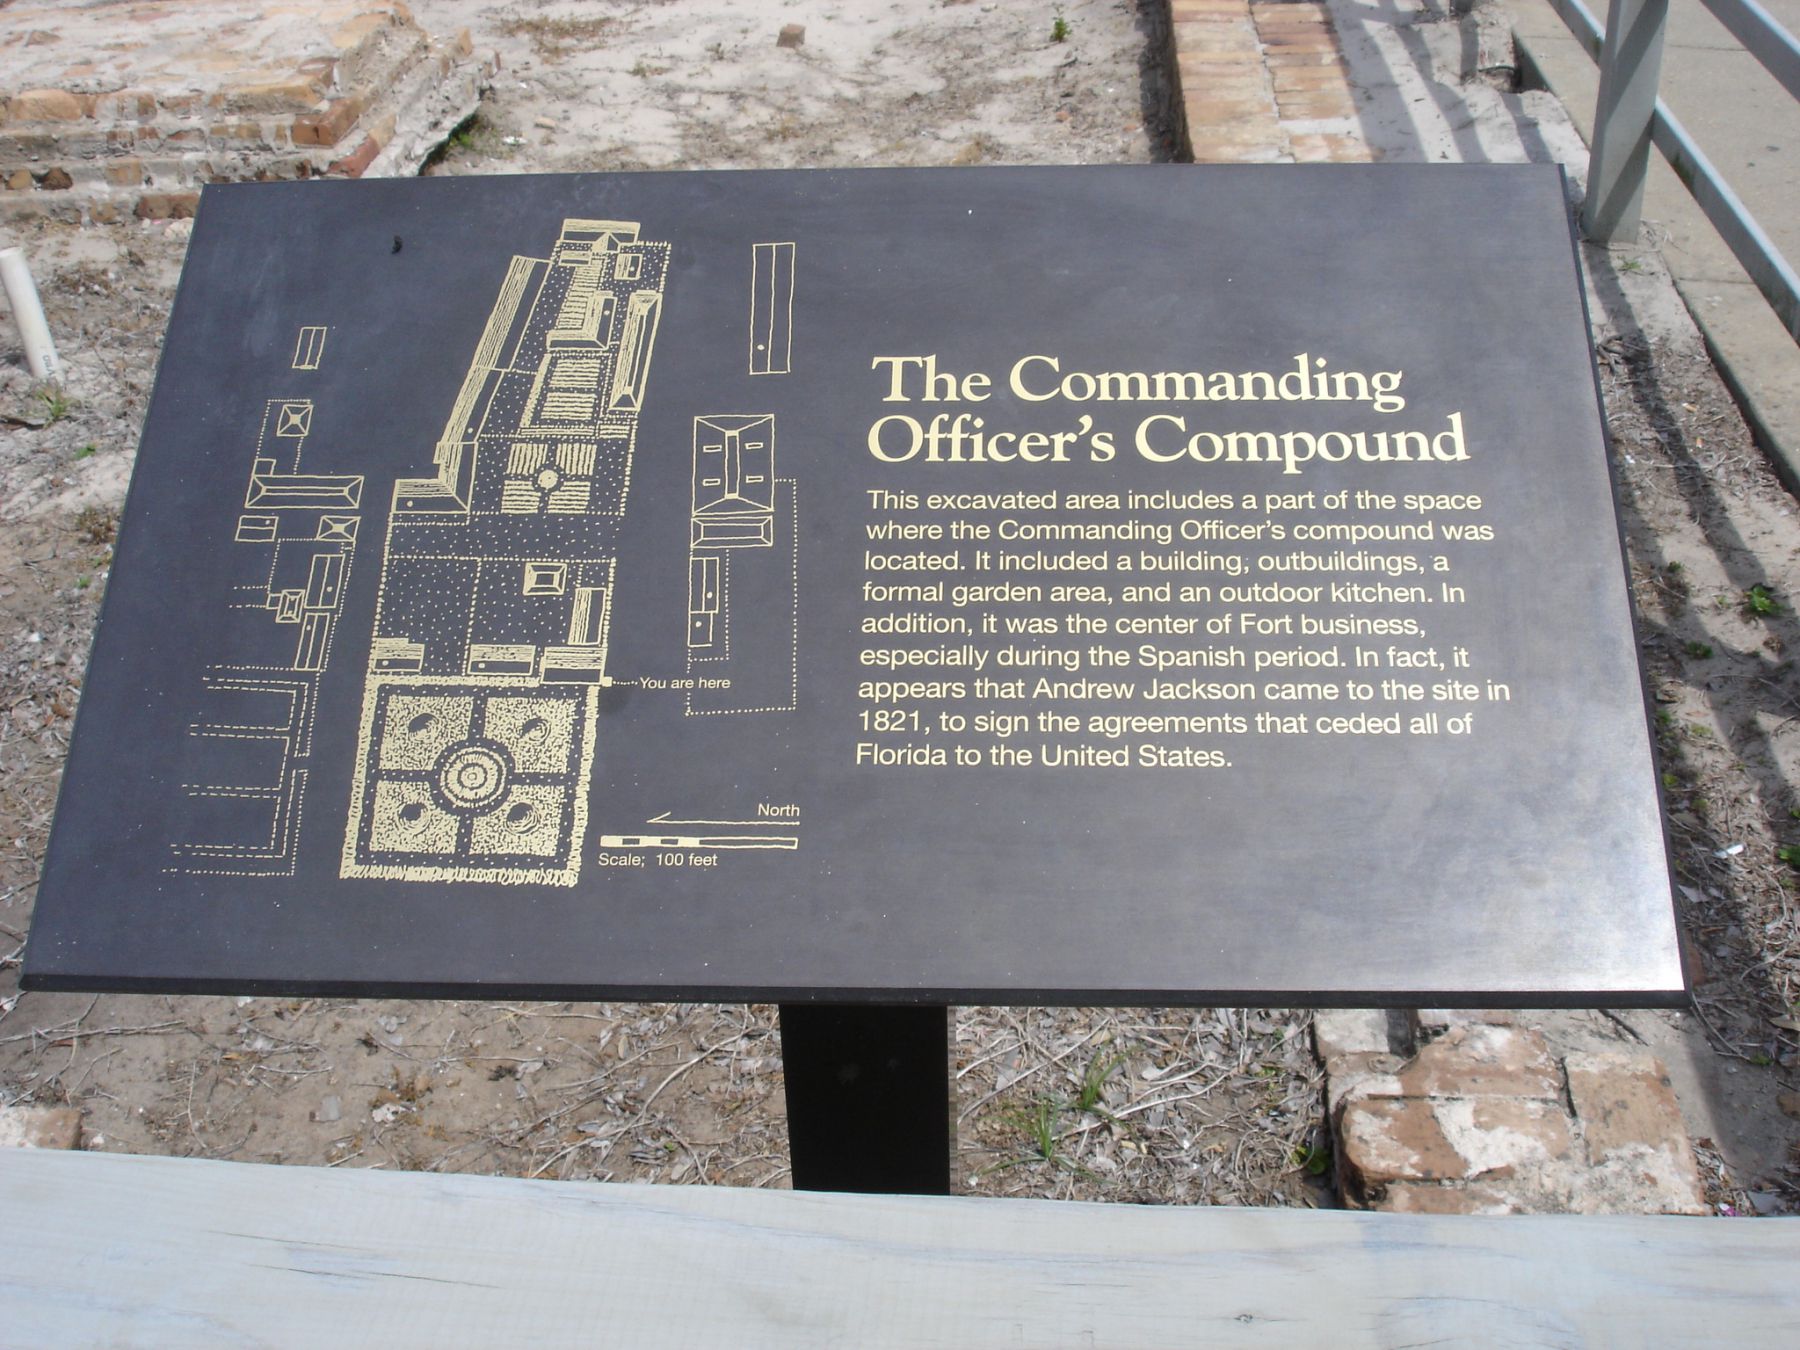 The Commanding
Officer's Compound
This excavated area includes a part of the space
where the Commanding Officer's compound was
located. It included a building; outbuildings, a
formal garden area, and an outdoor kitchen. In
addition, it was the center of Fort business,
especially during the Spanish period. In fact, it
appears that Andrew Jackson came to the site in
1821, to sign the agreements that ceded all of
Florida to the United States.
You are here
North
Scale; 100 feet